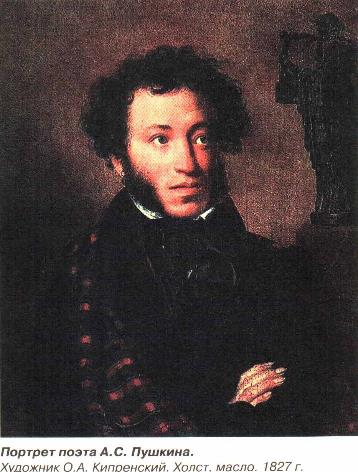 Портрет поэта А.С. Пушкина.
Художник О.А. Кипренский. Холст, масло. 1827 г.